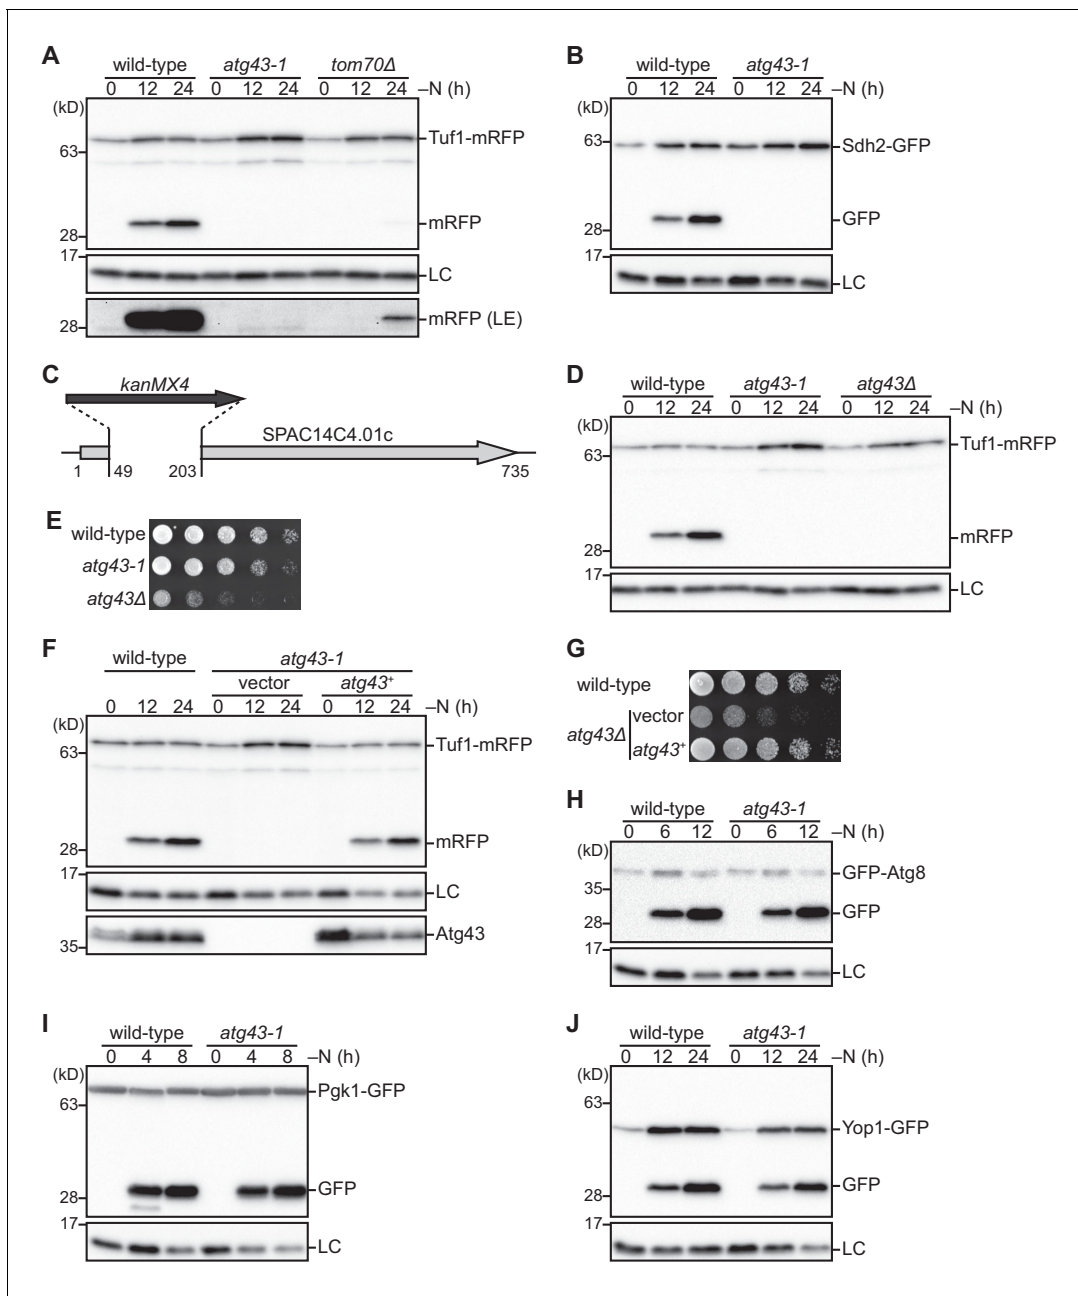 A
wild-type atg43-1 tom70Δ
0 12 24 0 12 24 0 12 24 –N (h)
(kD)
Tuf1-mRFP
63
mRFP
28
17
LC
28
mRFP (LE)
B
wild-type atg43-1
0 12 24 0 12 24 –N (h)
(kD)
63
Sdh2-GFP
GFP
28
17
LC
C
kanMX4
SPAC14C4.01c
1 49 203 735
D
wild-type atg43-1 atg43Δ
0 12 24 0 12 24 0 12 24 –N (h)
(kD)
Tuf1-mRFP
63
mRFP
28
17
LC
E
wild-type
atg43-1
atg43Δ
F
wild-type atg43-1
vector atg43+
0 12 24 0 12 24 0 12 24 –N (h)
(kD)
Tuf1-mRFP
63
mRFP
28
17
LC
Atg43
35
G
wild-type
atg43Δ
vector
atg43+
H
wild-type atg43-1
0 6 12 0 6 12 –N (h)
(kD)
GFP-Atg8
35
GFP
28
17
LC
I
wild-type atg43-1
0 4 8 0 4 8 –N (h)
(kD)
Pgk1-GFP
63
GFP
28
17
LC
J
wild-type atg43-1
0 12 24 0 12 24 –N (h)
(kD)
63
Yop1-GFP
GFP
28
17
LC